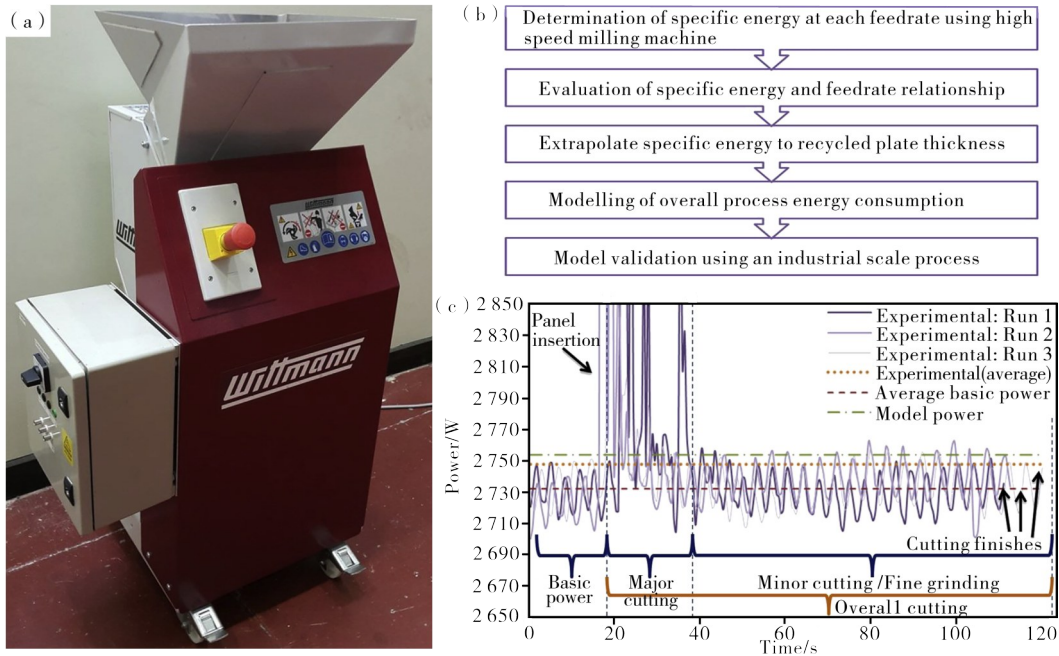 (a)
wittmann
Wittmann
(b)
Determination of specific energy at each feedrate using high
speed milling machine
Evaluation of specific energy and feedrate relationship
Extrapolate specific energy to recycled plate thickness
Modelling of overall process energy consumption
Model validation using an industrial scale process
(c)
2 850
2 830
2 810
2 790
2 770
2 750
2 730
2 710
2 690
2 670
2 650
Power/W
Panel
insertion
Experimental: Run 1
Experimental: Run 2
Experimental: Run 3
Experimental(average)
Average basic power
Model power
Cutting finishes
Basic
power
Major
cutting
Minor cutting /Fine grinding
Overal1 cutting
0 20 40 60 80 100 120
Time/s